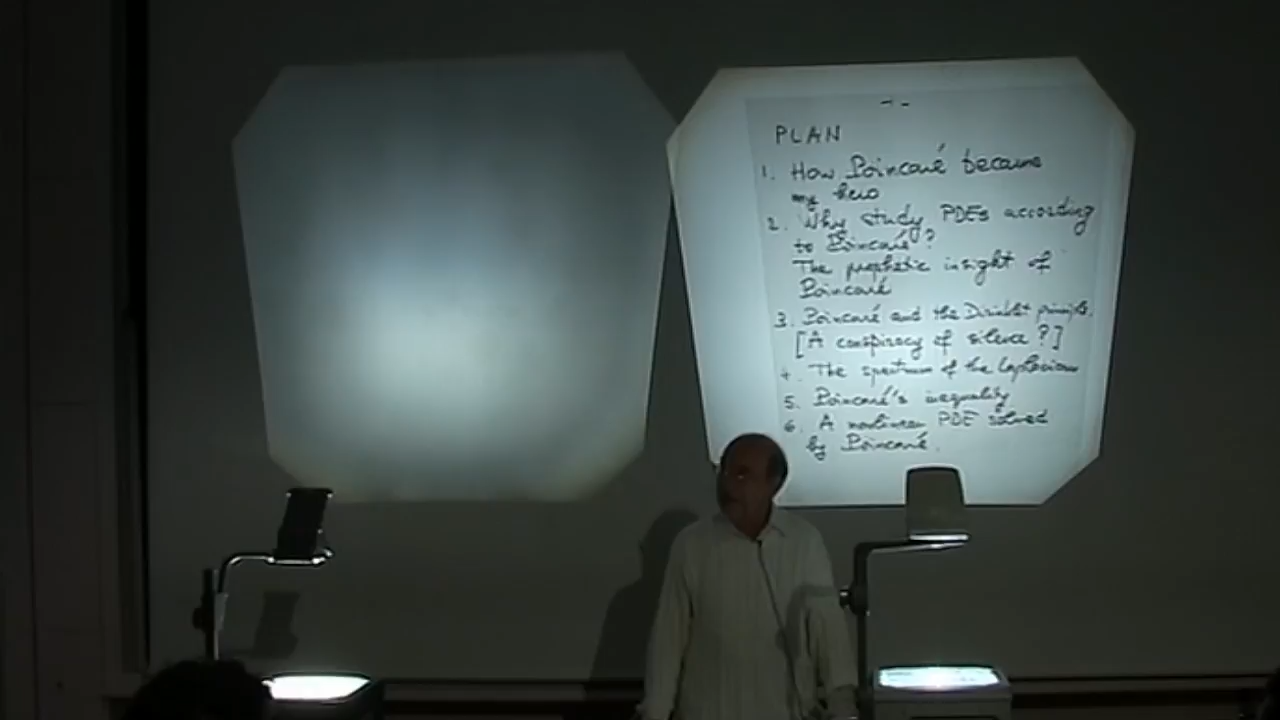 - 1 -
PLAN
1. How Poincaré became
my hero
2. Why study PDEs according
to Poincaré?
The prophetic insight of
Poincaré
3. Poincaré and the Dirichlet principle.
[A conspiracy of silence?]
4. The spectrum of the Laplacian
5. Poincaré's inequality
6. A nonlinear PDE solved
by Poincaré.